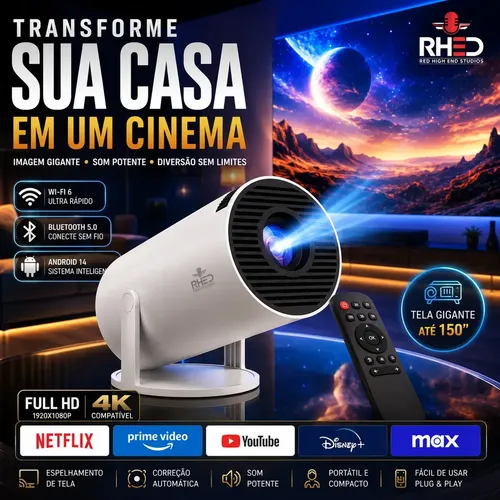 TRANSFORME
SUA CASA
EM UM CINEMA
IMAGEM GIGANTE • SOM POTENTE • DIVERSÃO SEM LIMITES
RHED
RED HIGH END STUDIOS
WI-FI 6
ULTRA RÁPIDO
BLUETOOTH 5.0
CONECTE SEM FIO
ANDROID 14
SISTEMA INTELIGEN
RHED
OK
TELA GIGANTE
ATÉ 150"
FULL HD
1920X1080P
4K
COMPATÍVEL
NETFLIX
prime video
YouTube
Disney+
max
ESPELHAMENTO
DE TELA
CORREÇÃO
AUTOMÁTICA
SOM
POTENTE
PORTÁTIL E
COMPACTO
FÁCIL DE USAR
PLUG & PLAY